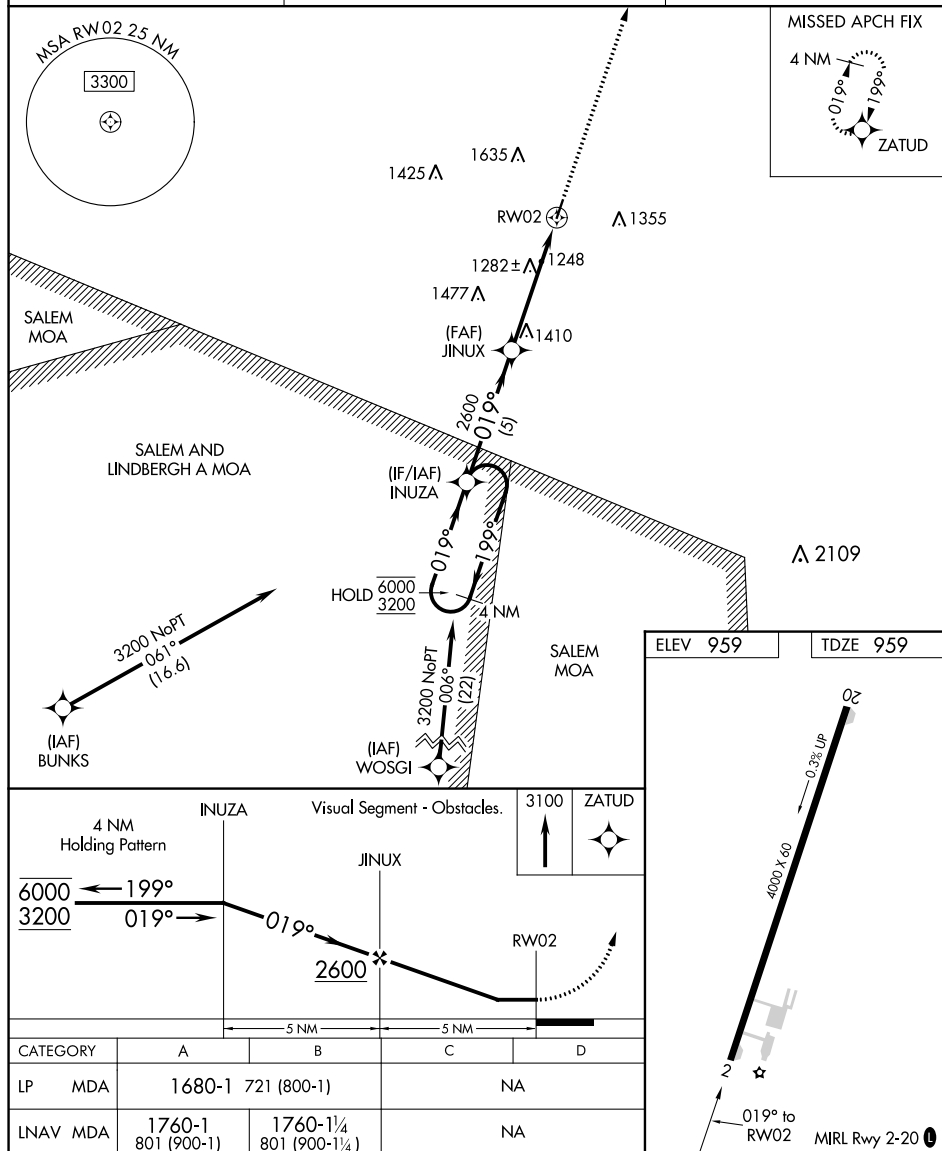 MSA RW02 25 NM
3300
MISSED APCH FIX
4 NM
019°
199°
ZATUD
1635
1425
RW02
1355
1282±
1248
1477
(FAF)
JINUX
1410
SALEM
MOA
2600
019°
(5)
SALEM AND
LINDBERGH A MOA
(IF/IAF)
INUZA
019°
199°
2109
HOLD
6000
3200
4 NM
3200 NoPT
061°
(16.6)
(IAF)
BUNKS
3200 NoPT
006°
(22)
SALEM
MOA
(IAF)
WOSGI
ELEV 959
TDZE 959
20
0.3% UP
4000 X 60
2
019° to
RW02
MIRL Rwy 2-20 L
INUZA
Visual Segment - Obstacles.
3100
ZATUD
4 NM
Holding Pattern
JINUX
6000
3200
199°
019°
019°
2600
RW02
5 NM
5 NM
CATEGORY A B C D
LP MDA 1680-1 721 (800-1) NA
LNAV MDA 1760-1 1760-1¼ NA
801 (900-1) 801 (900-1¼)